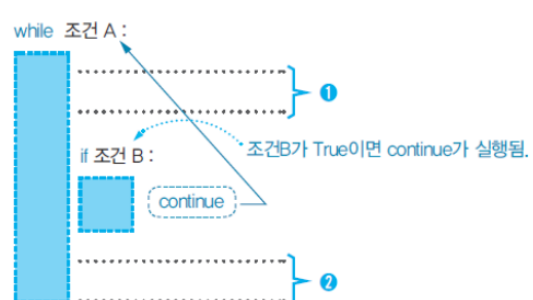 while 조건 A :
❶
조건B가 True이면 continue가 실행됨.
if 조건 B :
continue
❷